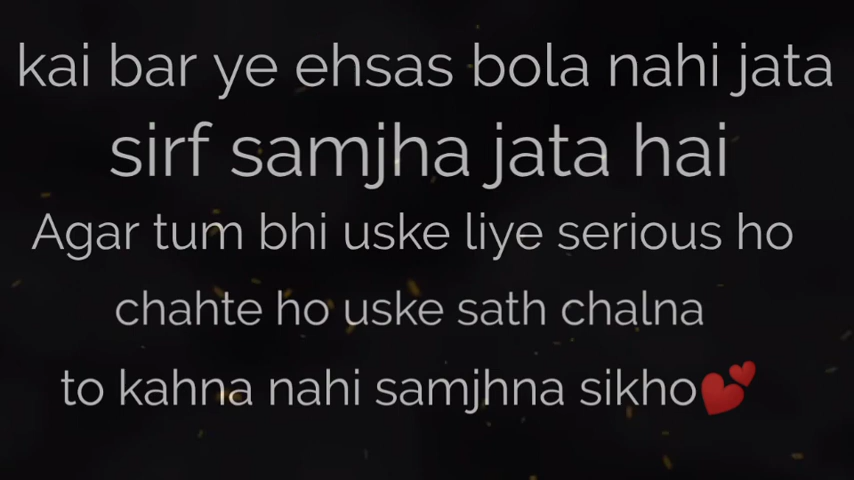 kai bar ye ehsas bola nahi jata
sirf samjha jata hai
Agar tum bhi uske liye serious ho
chahte ho uske sath chalna
to kahna nahi samjhna sikho💕